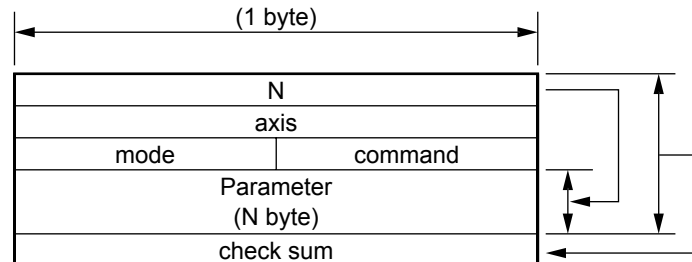 (1 byte)
N
axis
mode command
Parameter
(N byte)
check sum